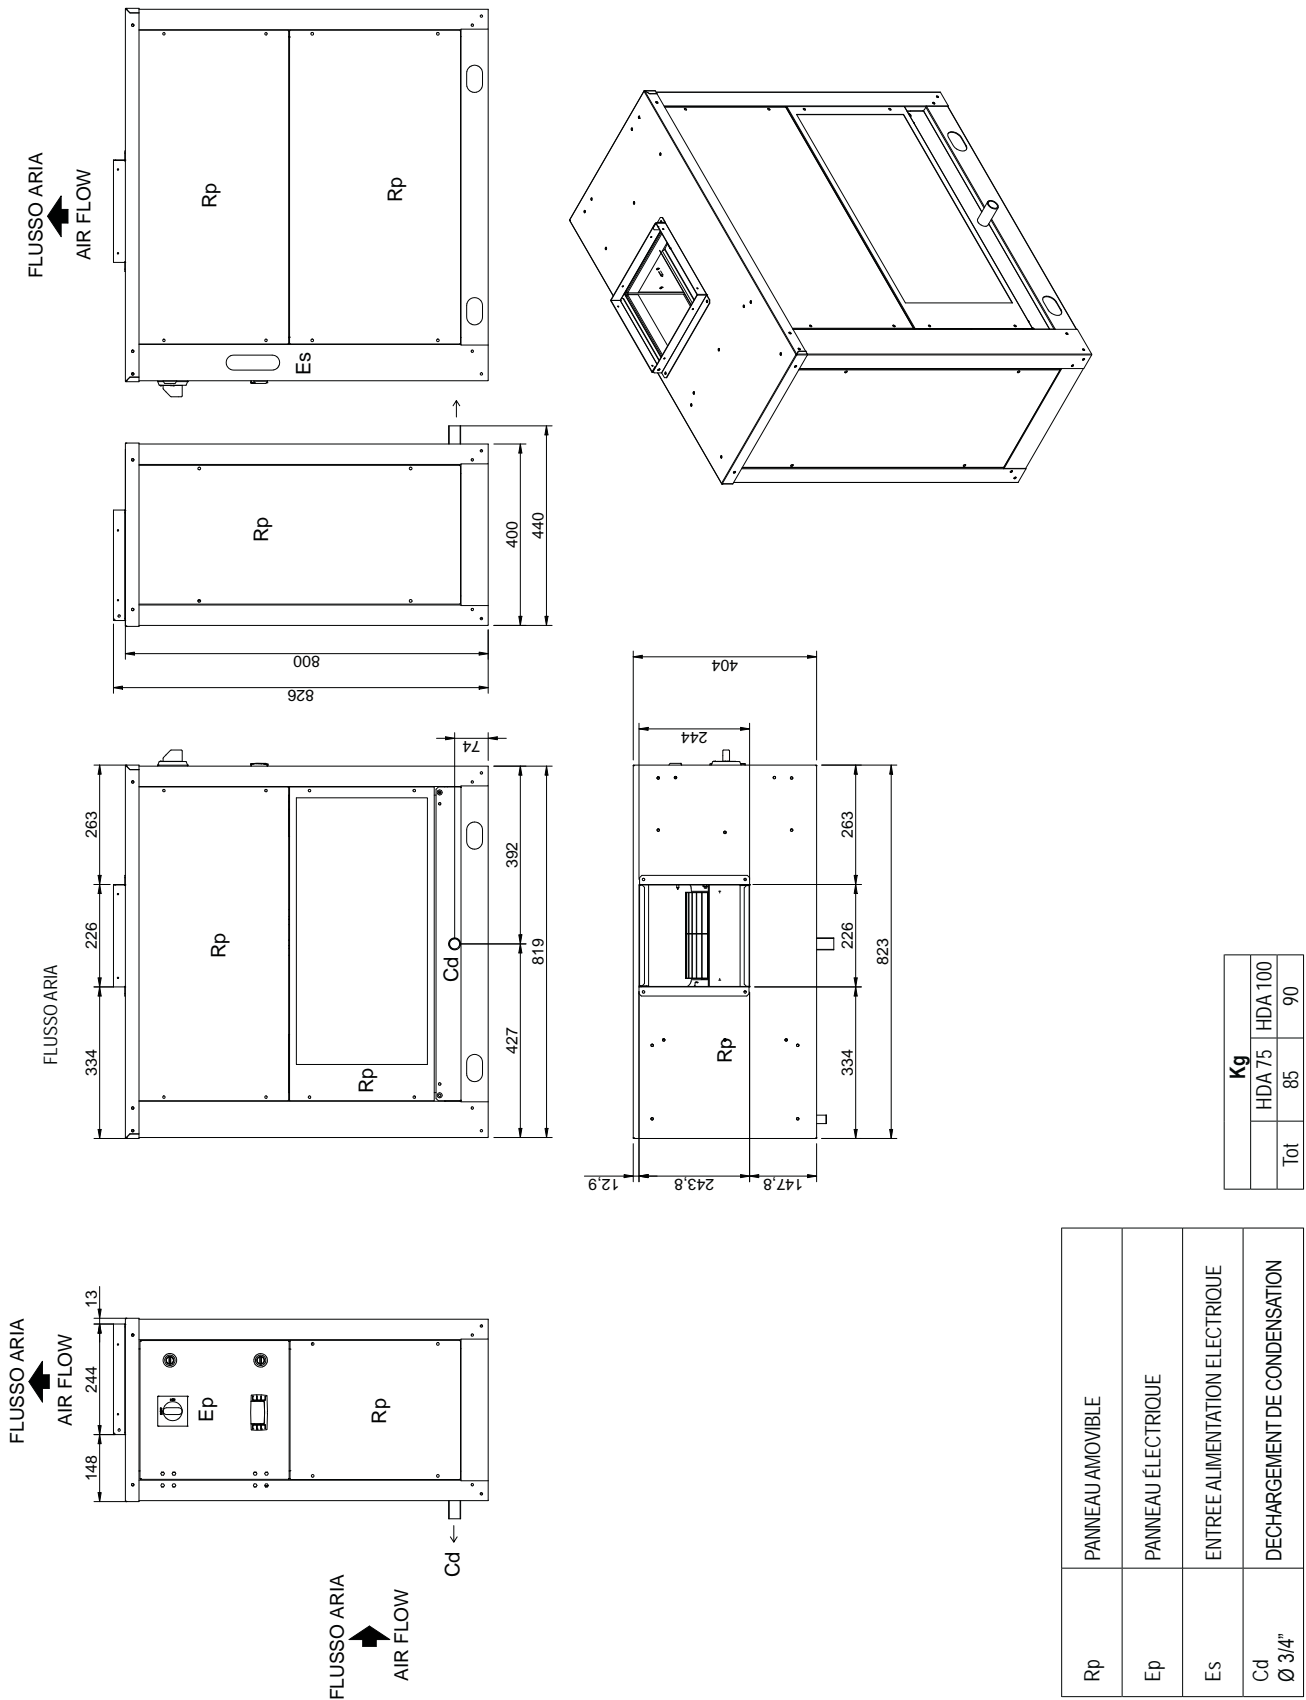 FLUSSO ARIA
AIR FLOW
Rp
Rp
Es
Rp
400
440
800
826
FLUSSO ARIA
334
226
263
Rp
Rp
Cd
74
392
427
819
404
244
263
226
334
823
Rp
12,9
243,8
147,8
FLUSSO ARIA
AIR FLOW
148
244
13
Ep
Rp
Cd
FLUSSO ARIA
AIR FLOW
Kg
HDA 75 HDA 100
Tot 85 90
Rp PANNEAU AMOVIBLE
Ep PANNEAU ÉLECTRIQUE
Es ENTREE ALIMENTATION ELECTRIQUE
Cd DECHARGEMENT DE CONDENSATION
Ø 3/4"